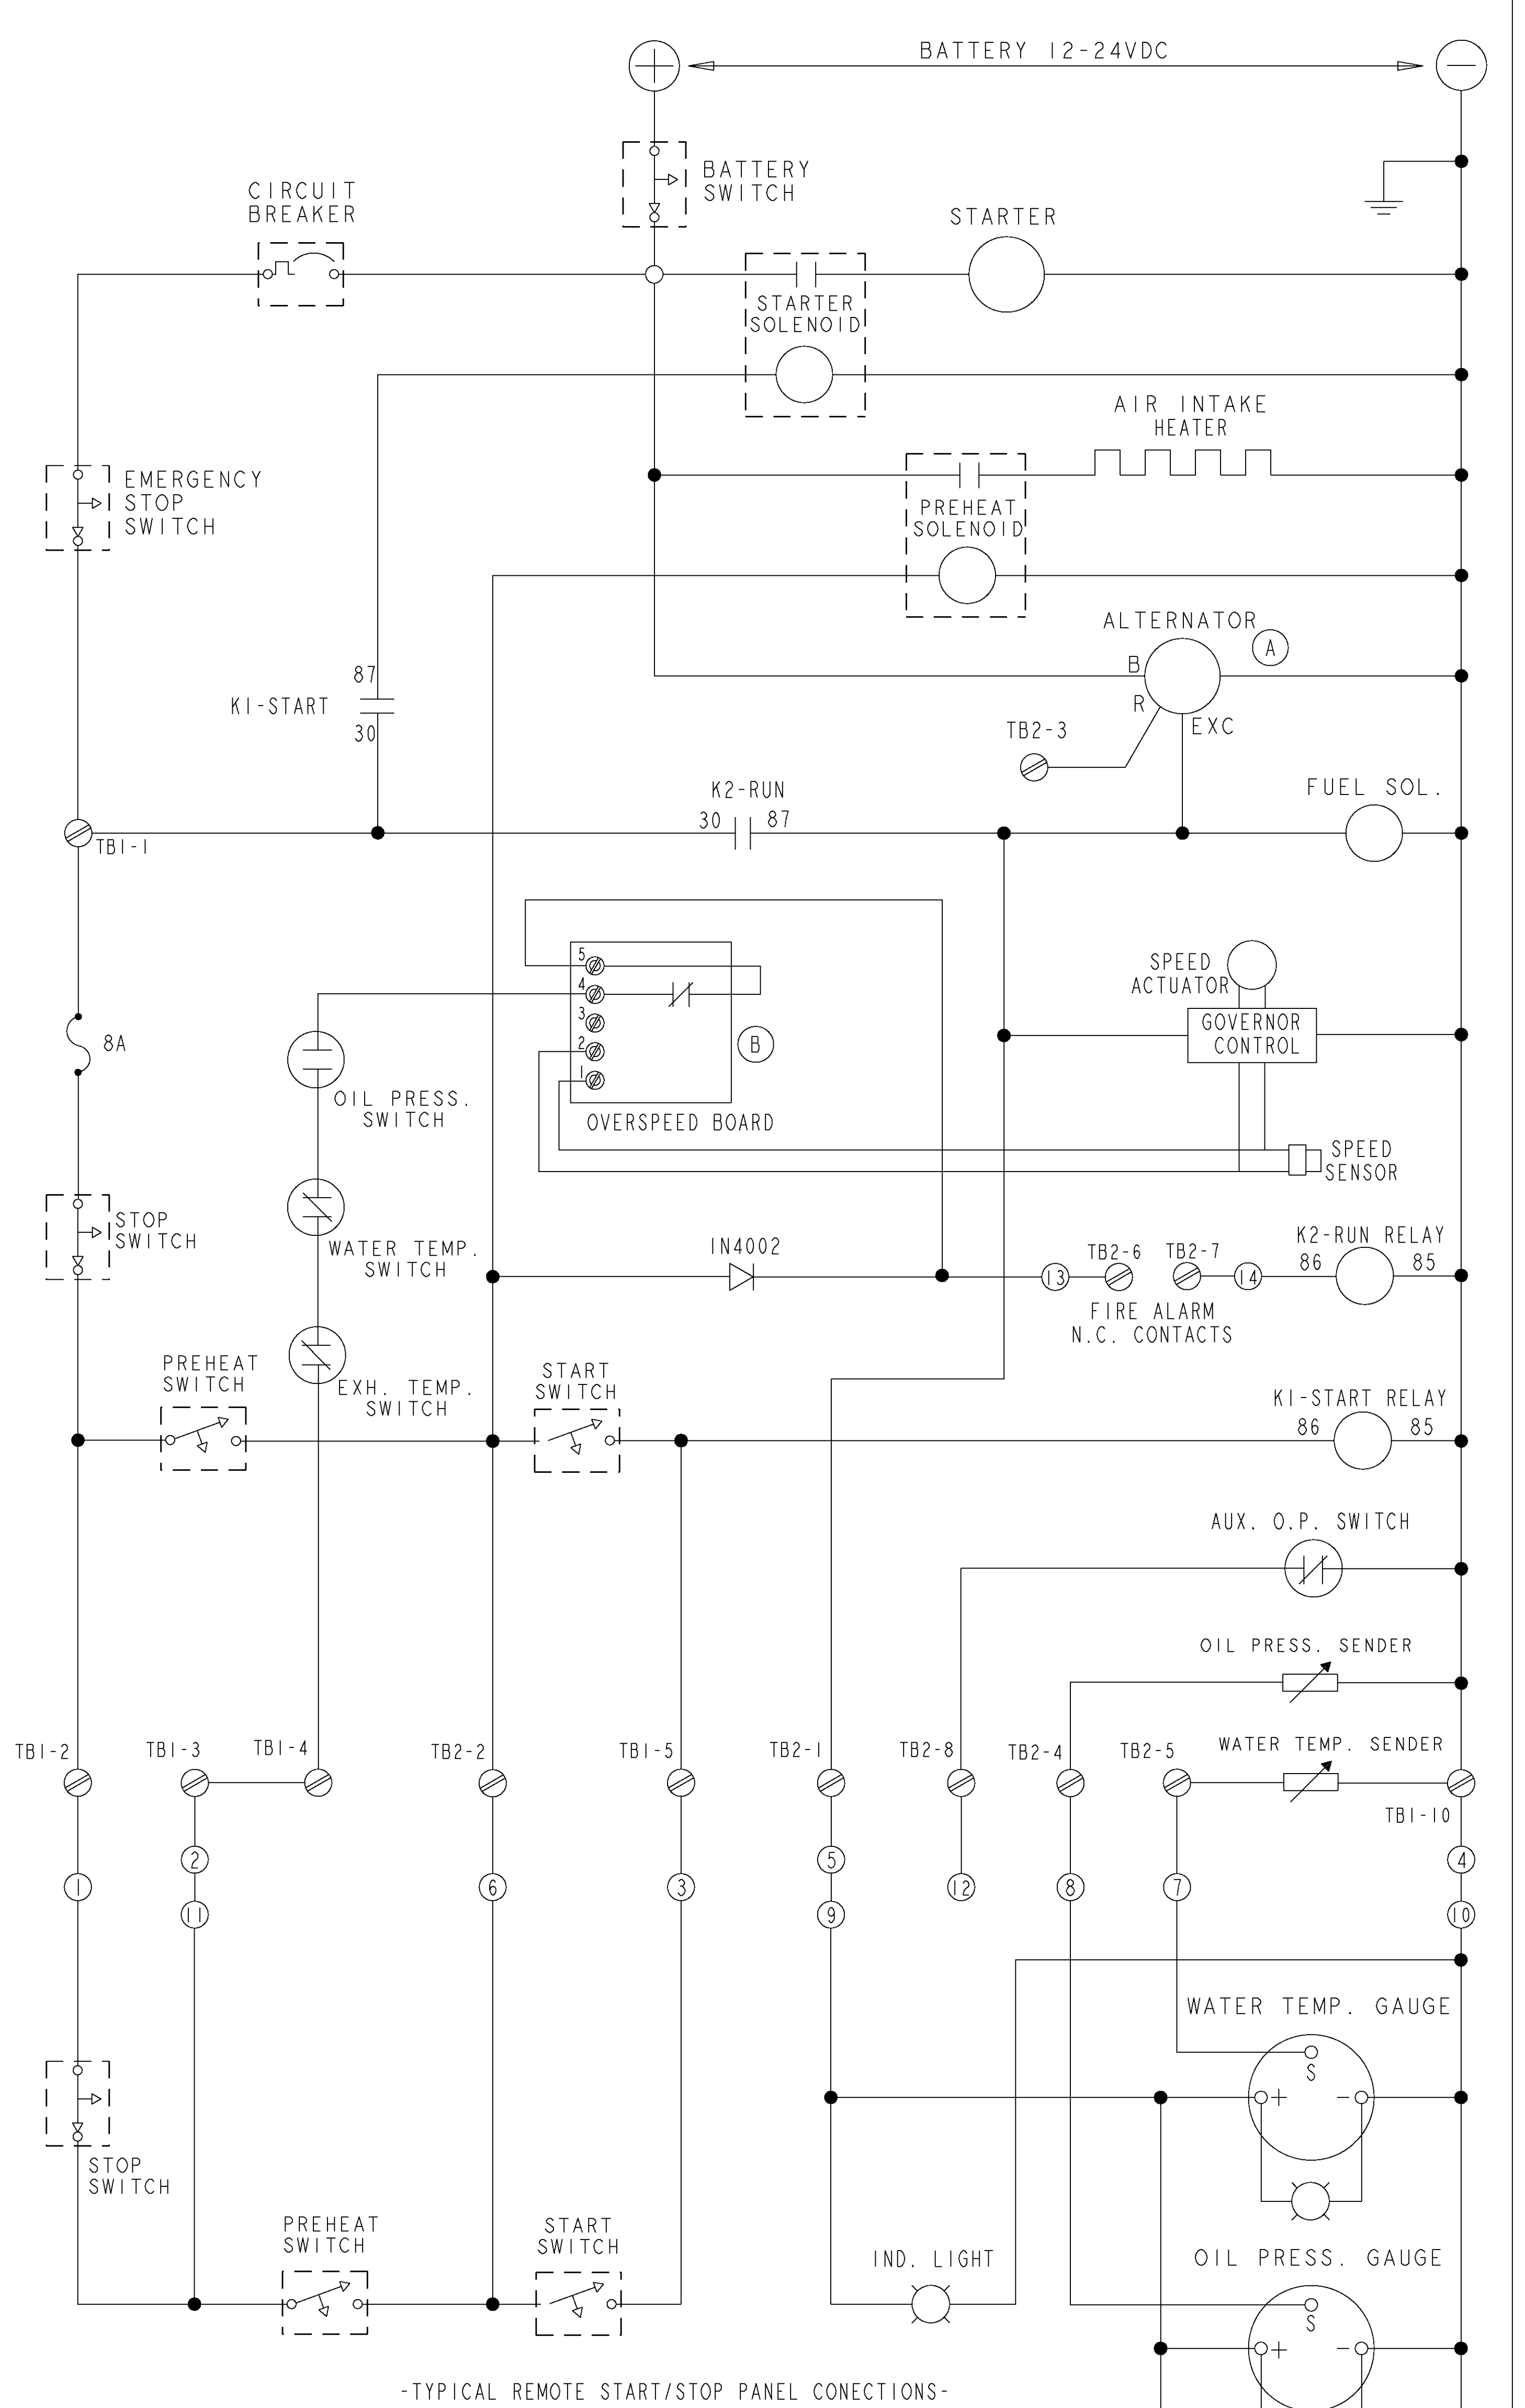 BATTERY 12-24VDC
BATTERY
SWITCH
CIRCUIT
BREAKER
STARTER
STARTER
SOLENOID
AIR INTAKE
HEATER
EMERGENCY
STOP
SWITCH
PREHEAT
SOLENOID
ALTERNATOR
A
B
R
EXC
87
K1-START
30
TB2-3
K2-RUN
30
87
FUEL SOL.
TB1-1
5
4
3
2
1
B
OVERSPEED BOARD
SPEED
ACTUATOR
GOVERNOR
CONTROL
8A
OIL PRESS.
SWITCH
SPEED
SENSOR
STOP
SWITCH
WATER TEMP.
SWITCH
1N4002
TB2-6
TB2-7
K2-RUN RELAY
86
85
13
14
FIRE ALARM
N.C. CONTACTS
PREHEAT
SWITCH
EXH. TEMP.
SWITCH
START
SWITCH
K1-START RELAY
86
85
AUX. O.P. SWITCH
OIL PRESS. SENDER
TB1-2
TB1-3
TB1-4
TB2-2
TB1-5
TB2-1
TB2-8
TB2-4
TB2-5
WATER TEMP. SENDER
TB1-10
2
5
4
1
6
3
12
8
7
11
9
10
WATER TEMP. GAUGE
S
+
-
STOP
SWITCH
PREHEAT
SWITCH
START
SWITCH
IND. LIGHT
OIL PRESS. GAUGE
S
+
-
-TYPICAL REMOTE START/STOP PANEL CONECTIONS-